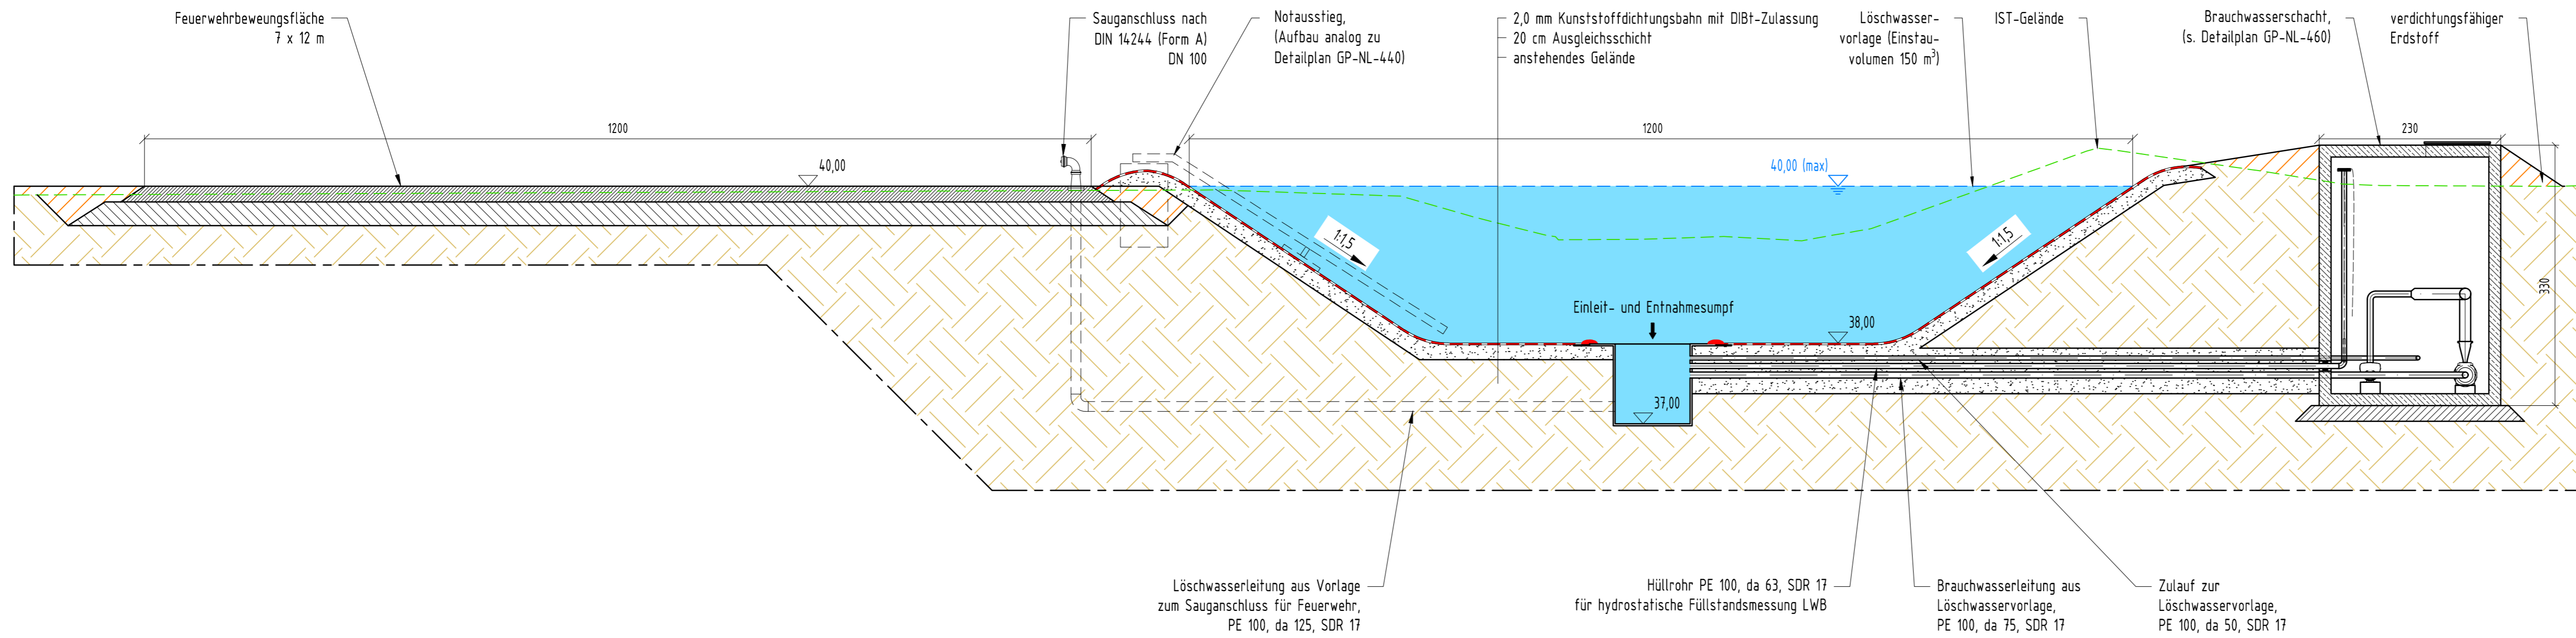 Feuerwehrbeweungsfläche
7 x 12 m
Sauganschluss nach
DIN 14244 (Form A)
DN 100
Notausstieg,
(Aufbau analog zu
Detailplan GP-NL-440)
2,0 mm Kunststoffdichtungsbahn mit DIBt-Zulassung
20 cm Ausgleichsschicht
anstehendes Gelände
Löschwasser-
vorlage (Einstau-
volumen 150 m³)
IST-Gelände
Brauchwasserschacht,
(s. Detailplan GP-NL-460)
verdichtungsfähiger
Erdstoff
1200
1200
230
40,00
40,00 (max)
1:1,5
1:1,5
330
Einleit- und Entnahmesumpf
38,00
37,00
Löschwasserleitung aus Vorlage
zum Sauganschluss für Feuerwehr,
PE 100, da 125, SDR 17
Hüllrohr PE 100, da 63, SDR 17
für hydrostatische Füllstandsmessung LWB
Brauchwasserleitung aus
Löschwasservorlage,
PE 100, da 75, SDR 17
Zulauf zur
Löschwasservorlage,
PE 100, da 50, SDR 17